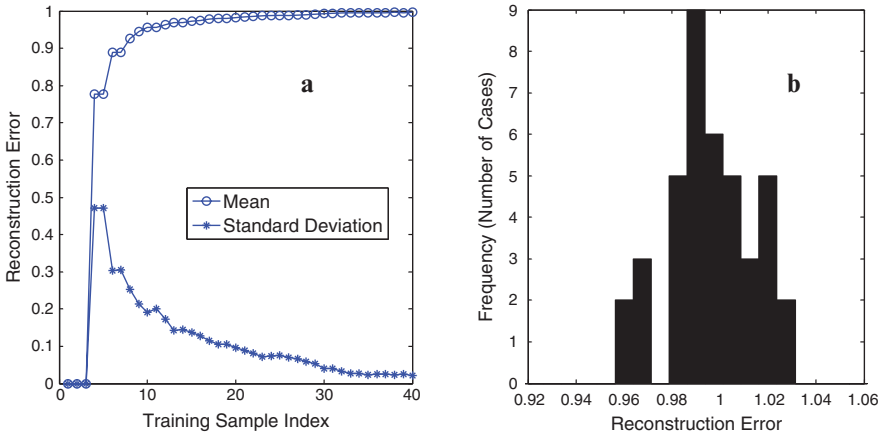 1
0.9
0.8
0.7
0.6
0.5
0.4
0.3
0.2
0.1
0
Reconstruction Error
a
Mean
Standard Deviation
0 10 20 30 40
Training Sample Index
9
8
7
6
5
4
3
2
1
0
Frequency (Number of Cases)
b
0.92 0.94 0.96 0.98 1 1.02 1.04 1.06
Reconstruction Error